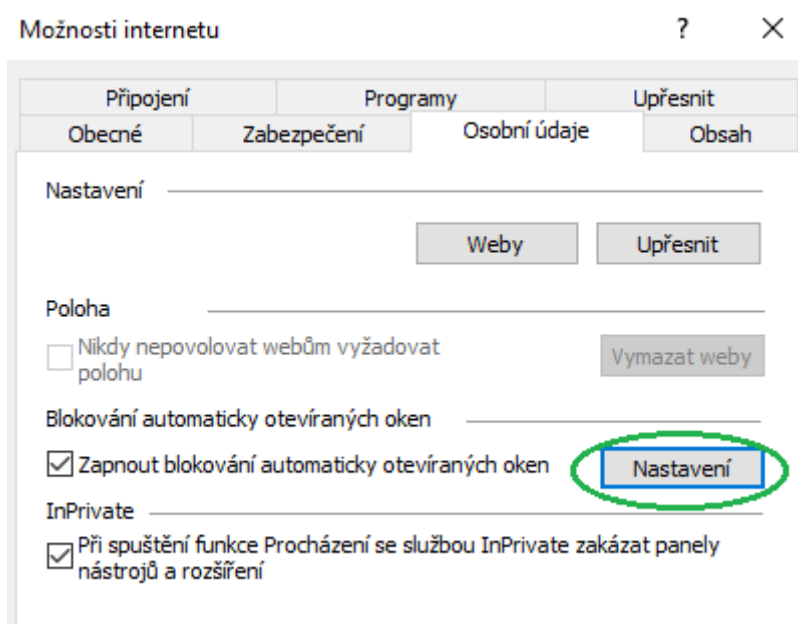 Možnosti internetu ?
Připojení Programy Upřesnit
Obecné Zabezpečení Osobní údaje Obsah
Nastavení
Weby Upřesnit
Poloha
Nikdy nepovolovat webům vyžadovat
polohu
Vymazat weby
Blokování automaticky otevíraných oken
Zapnout blokování automaticky otevíraných oken Nastavení
InPrivate
Při spuštění funkce Procházení se službou InPrivate zakázat panely
nástrojů a rozšíření